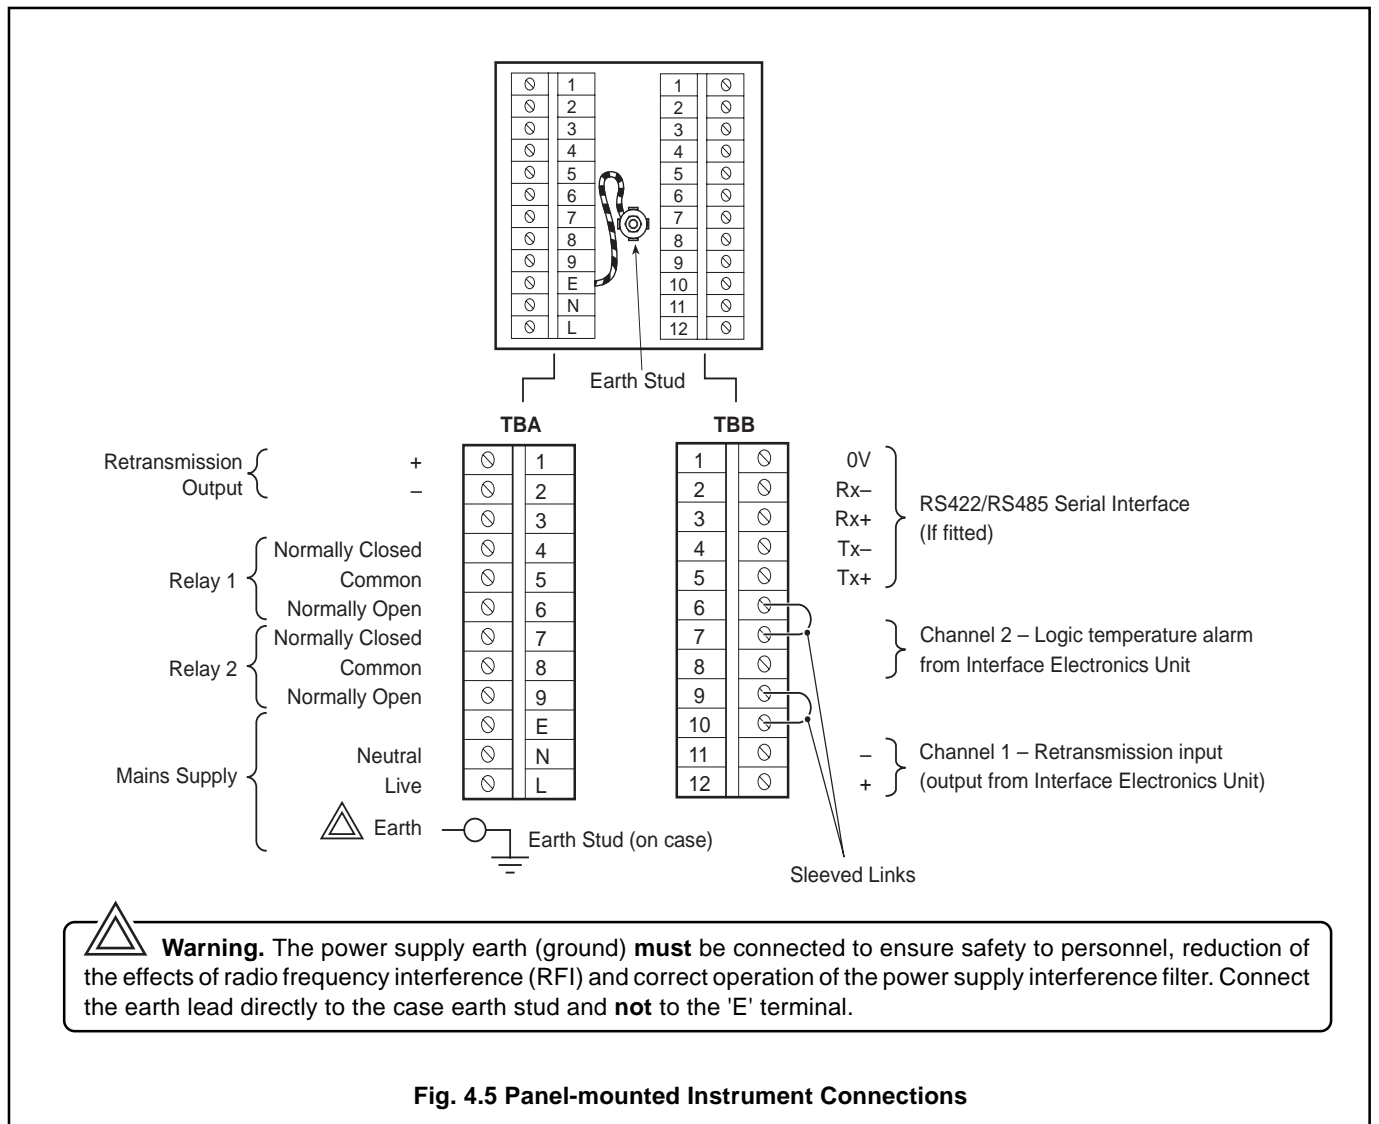 1 1
2 2
3 3
4 4
5 5
6 6
7 7
8 8
9 9
E 10
N 11
L 12
Earth Stud
TBA
Retransmission
Output
+ 1
– 2
3
Relay 1
Normally Closed 4
Common 5
Normally Open 6
Relay 2
Normally Closed 7
Common 8
Normally Open 9
Mains Supply
E
Neutral N
Live L
Earth
Earth Stud (on case)
TBB
1 0V
2 Rx–
3 Rx+
4 Tx–
5 Tx+
RS422/RS485 Serial Interface
(If fitted)
6
7
8
Channel 2 – Logic temperature alarm
from Interface Electronics Unit
9
10
11 –
12 +
Channel 1 – Retransmission input
(output from Interface Electronics Unit)
Sleeved Links
Warning. The power supply earth (ground) must be connected to ensure safety to personnel, reduction of
the effects of radio frequency interference (RFI) and correct operation of the power supply interference filter. Connect
the earth lead directly to the case earth stud and not to the 'E' terminal.
Fig. 4.5 Panel-mounted Instrument Connections